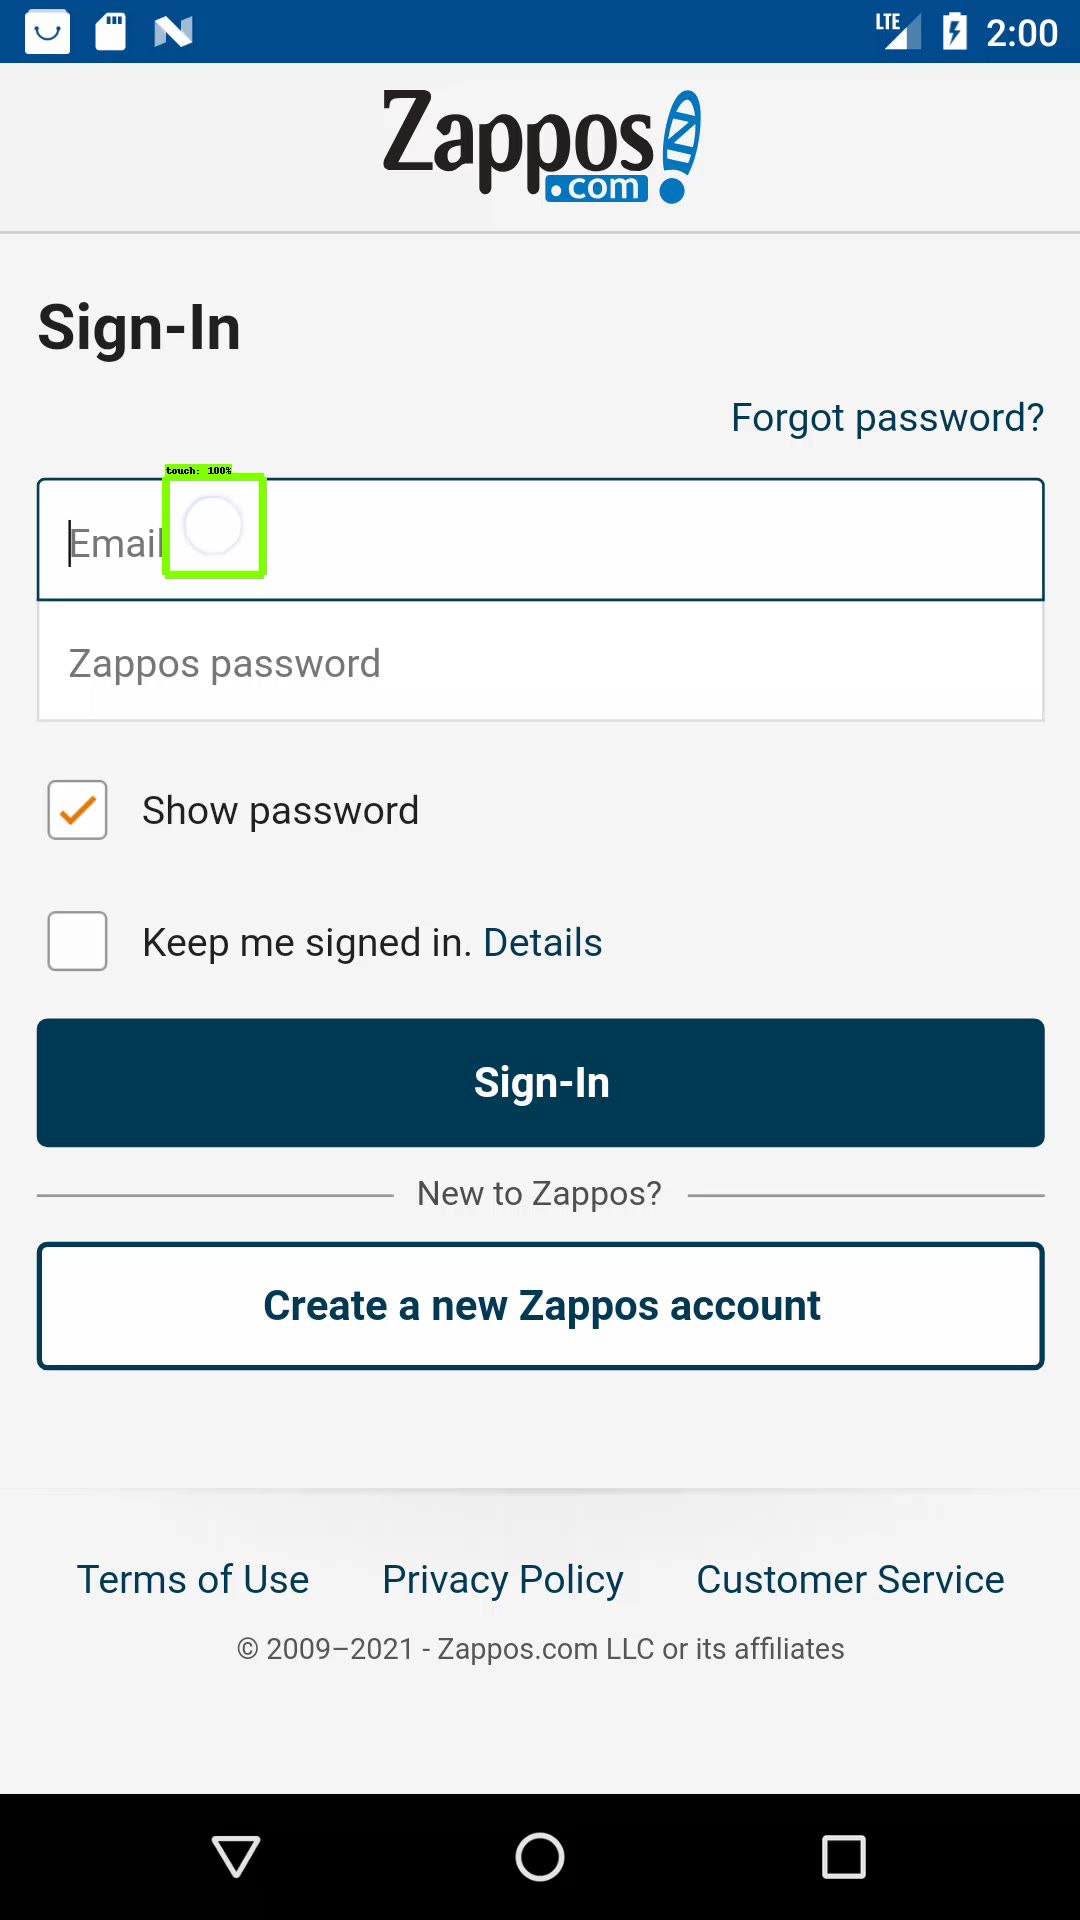 LTE 2:00
Zappos
.com
Sign-In
Forgot password?
touch: 100%
Email
Zappos password
Show password
Keep me signed in. Details
Sign-In
New to Zappos?
Create a new Zappos account
Terms of Use Privacy Policy Customer Service
© 2009–2021 - Zappos.com LLC or its affiliates